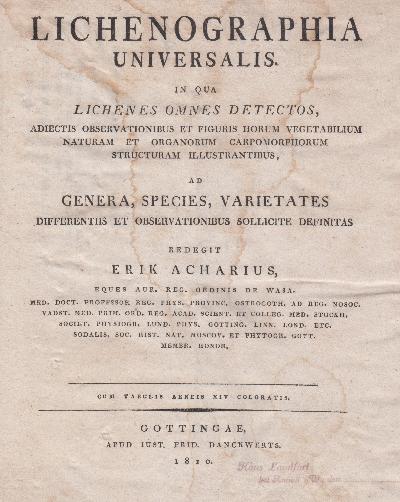 LICHENOGRAPHIA
UNIVERSALIS.
IN QUA
LICHENES OMNES DETECTOS,
ADIECTIS OBSERVATIONIBUS ET FIGURIS HORUM VEGETABILIUM
NATURAM ET ORGANORUM CARPOMORPHORUM
STRUCTURAM ILLUSTRANTIBUS,
AD
GENERA, SPECIES, VARIETATES
DIFFERENTIIS ET OBSERVATIONIBUS SOLLICITE DEFINITAS
REDEGIT
ERIK ACHARIUS,
EQUES AUR. REG. ORDINIS DE WASA.
MED. DOCT. PROFESSOR REG. PHYS. PROVINC. OSTROGOTH. AD REG. NOSOC.
VADST. MED. PRIM. ORD. REG. ACAD. SCIENT. ET COLLEG. MED. STOCKH.
SOCIET. PHYSIOGR. LUND. PHYS. GOTTING. LINN. LOND. ETC.
SODALIS, SOC. HIST. NAT. MUSCOV. ET PHYTOGR. GOTT.
MEMBR. HONOR.
CUM TABULIS AENEIS XIV COLORATIS.
GOTTINGAE,
APUD IUST. FRID. DANCKWERTS.
1810.